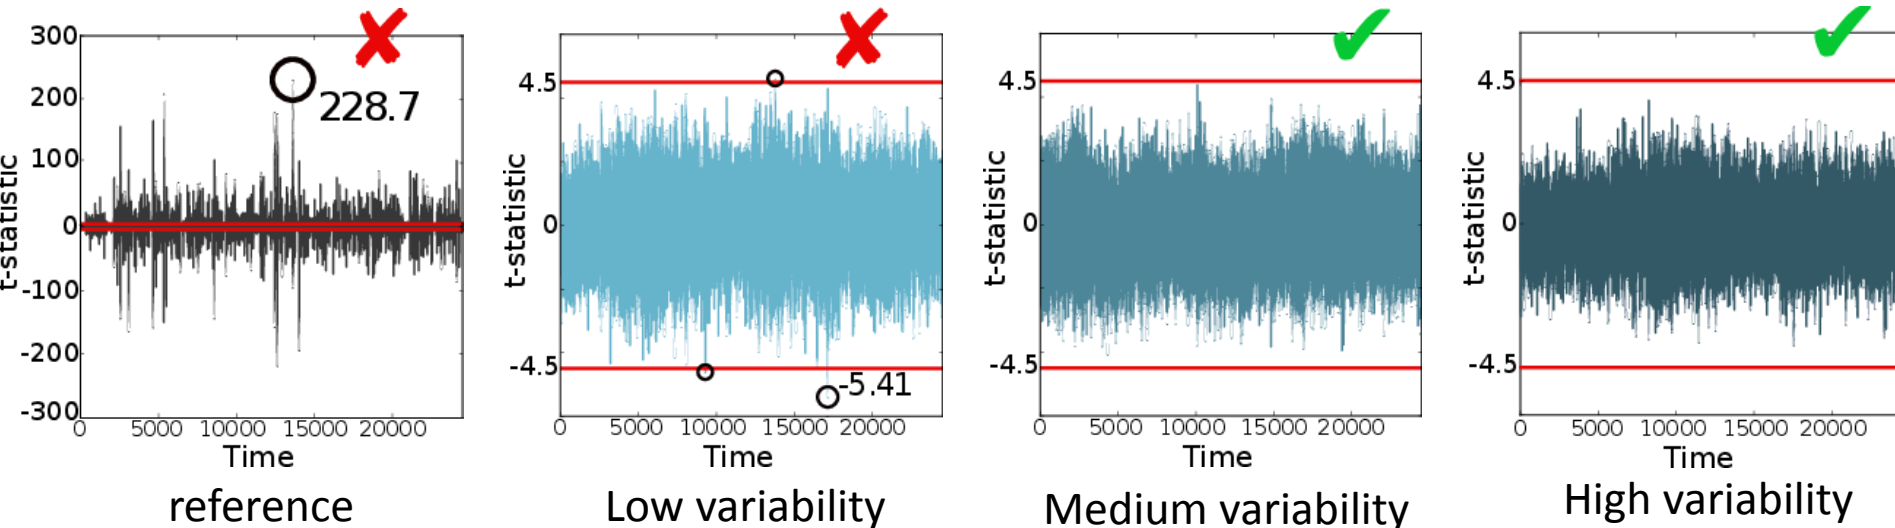 300
200
100
0
-100
-200
-300
t-statistic
228.7
0 5000 10000 15000 20000
Time
reference
4.5
0
-4.5
t-statistic
-5.41
0 5000 10000 15000 20000
Time
Low variability
4.5
0
-4.5
t-statistic
0 5000 10000 15000 20000
Time
Medium variability
4.5
0
-4.5
t-statistic
0 5000 10000 15000 20000
Time
High variability